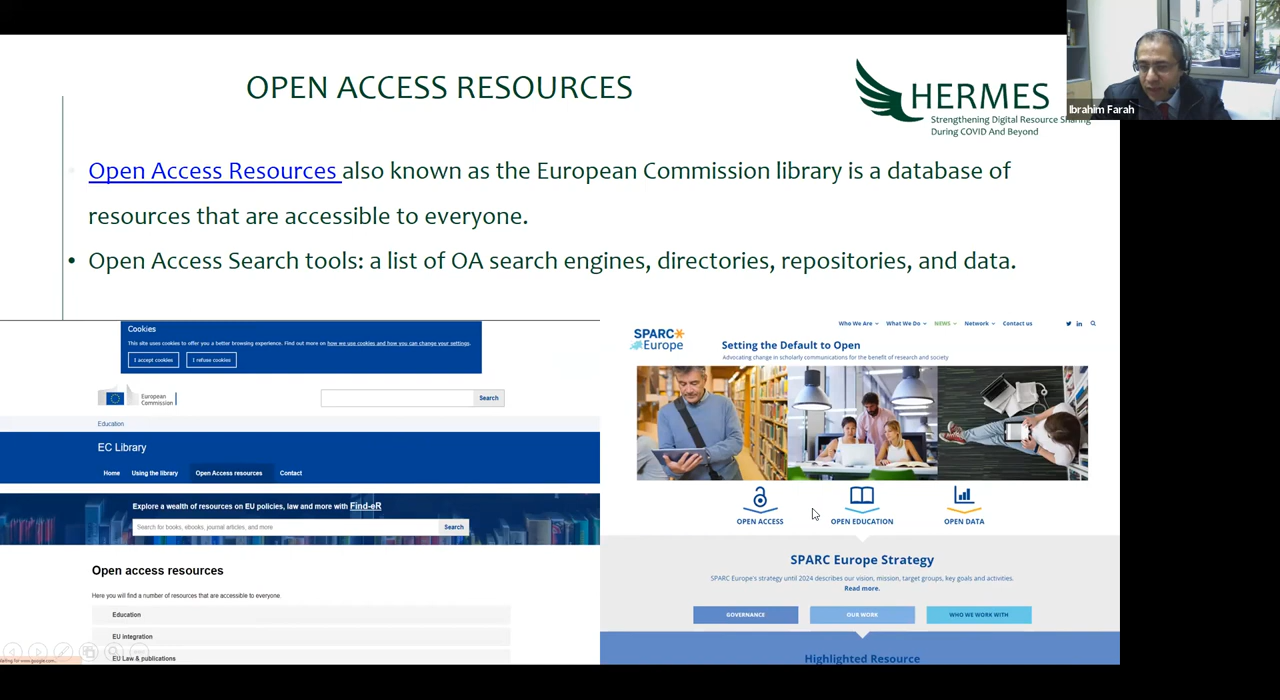 OPEN ACCESS RESOURCES
HERMES
Strengthening Digital Resource Sharing
During COVID And Beyond
Ibrahim Farah
Open Access Resources also known as the European Commission library is a database of
resources that are accessible to everyone.
• Open Access Search tools: a list of OA search engines, directories, repositories, and data.
Cookies
This site uses cookies to offer you a better browsing experience. Find out more on how we use cookies and how you can change your settings.
I accept cookies
I refuse cookies
European
Commission
Search
Education
EC Library
Home Using the library Open Access resources Contact
Explore a wealth of resources on EU policies, law and more with Find-eR
Search for books, ebooks, journal articles, and more Search
Open access resources
Here you will find a number of resources that are accessible to everyone.
Education
EU integration
EU Law & publications
Waiting for www.google.com...
SPARC
Europe
Who We Are What We Do NEWS Network Contact us
Setting the Default to Open
Advocating change in scholarly communications for the benefit of research and society
OPEN ACCESS OPEN EDUCATION OPEN DATA
SPARC Europe Strategy
SPARC Europe's strategy until 2024 describes our vision, mission, target groups, key goals and activities.
Read more.
GOVERNANCE OUR WORK WHO WE WORK WITH
Highlighted Resource